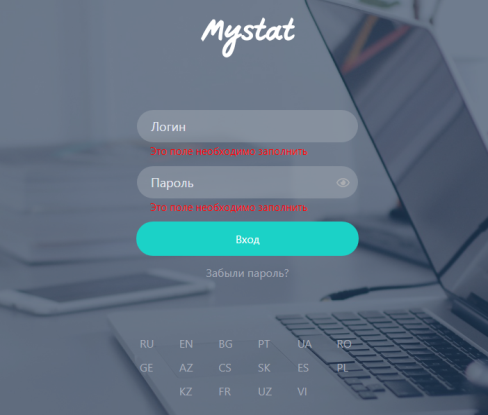 Mystat
Логин
Это поле необходимо заполнить
Пароль
Это поле необходимо заполнить
Вход
Забыли пароль?
RU EN BG PT UA RO
GE AZ CS SK ES PL
KZ FR UZ VI